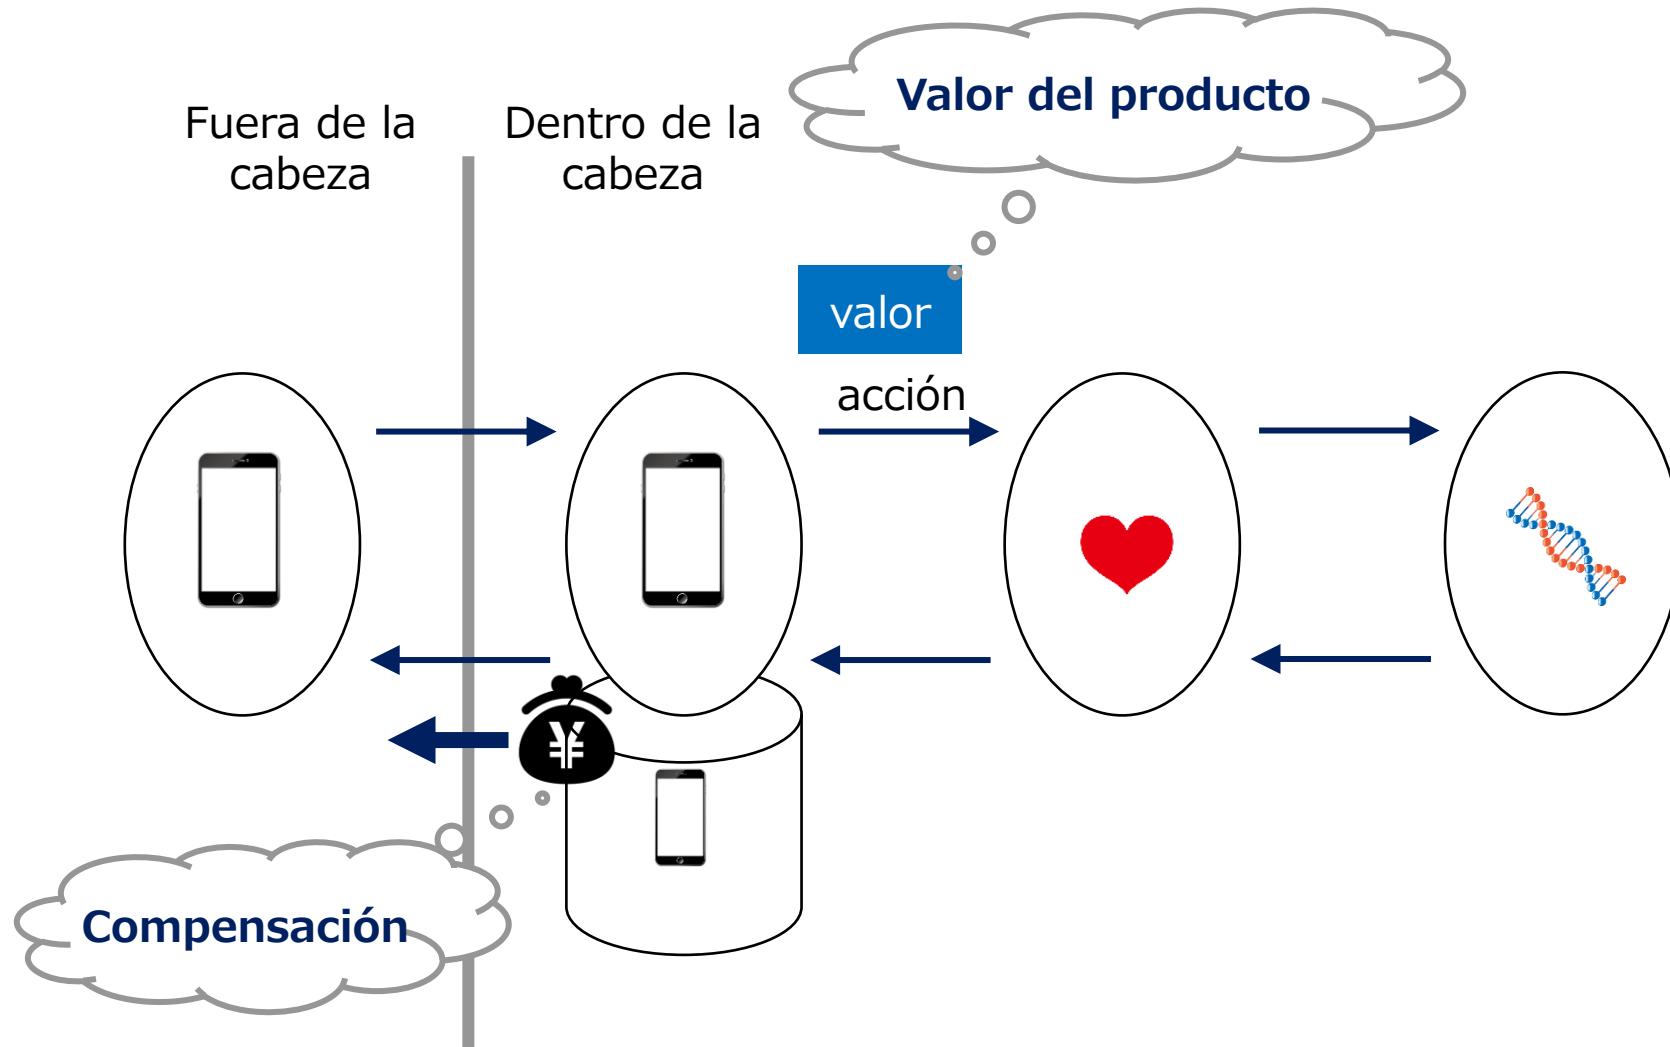 Valor del producto
Fuera de la
cabeza
Dentro de la
cabeza
valor
acción
¥
Compensación